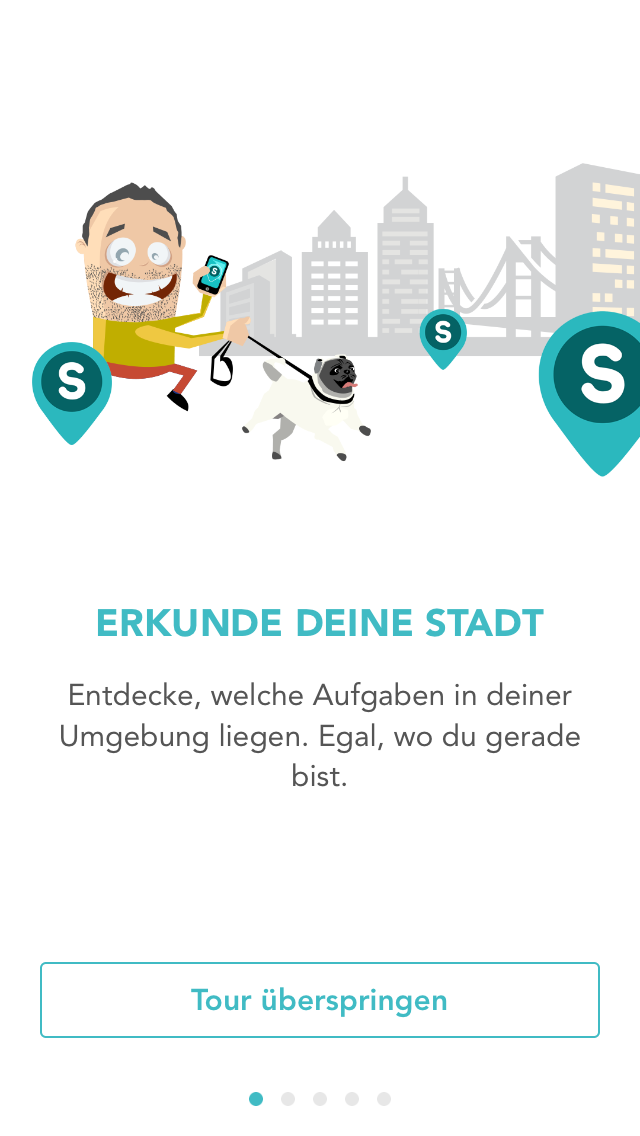 S
S
S
S
ERKUNDE DEINE STADT
Entdecke, welche Aufgaben in deiner
Umgebung liegen. Egal, wo du gerade
bist.
Tour überspringen